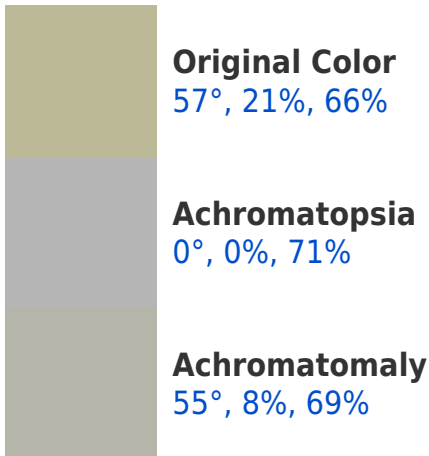 Original Color
57°, 21%, 66%
Achromatopsia
0°, 0%, 71%
Achromatomaly
55°, 8%, 69%